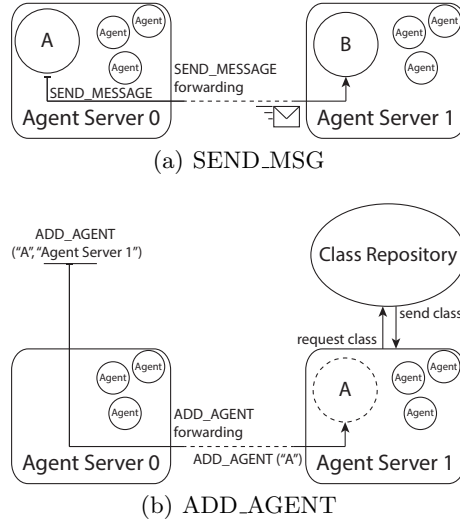 A
Agent
Agent
Agent
SEND_MESSAGE
Agent Server 0
SEND_MESSAGE
forwarding
B
Agent
Agent
Agent
Agent Server 1
(a) SEND_MSG
ADD_AGENT
("A", "Agent Server 1")
Class Repository
send class
request class
Agent
Agent
Agent
Agent Server 0
ADD_AGENT
forwarding
ADD_AGENT ("A")
A
Agent
Agent
Agent
Agent Server 1
(b) ADD_AGENT